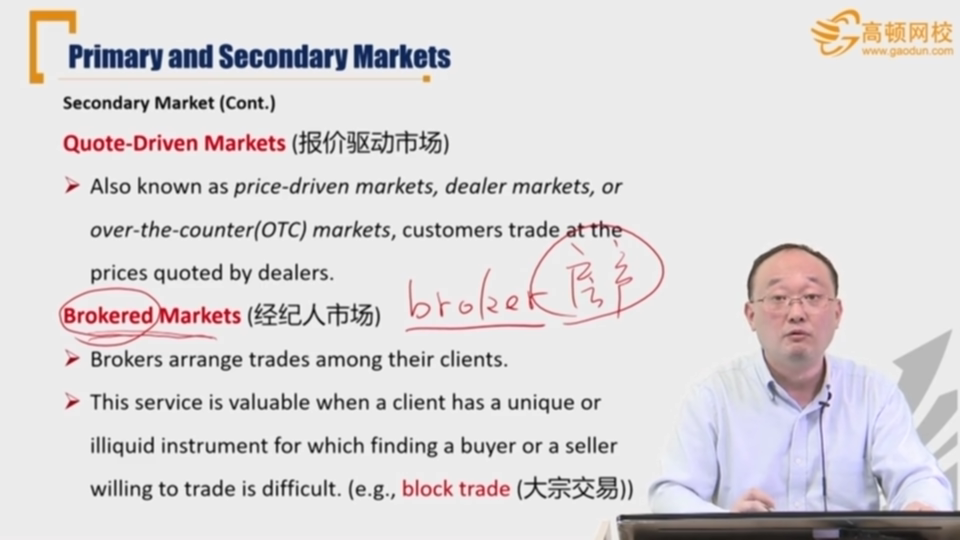 高顿网校
www.gaodun.com
Primary and Secondary Markets
Secondary Market (Cont.)
Quote-Driven Markets (报价驱动市场)
➢ Also known as price-driven markets, dealer markets, or
over-the-counter(OTC) markets, customers trade at the
prices quoted by dealers.
broker
Brokered Markets (经纪人市场)
➢ Brokers arrange trades among their clients.
➢ This service is valuable when a client has a unique or
illiquid instrument for which finding a buyer or a seller
willing to trade is difficult. (e.g., block trade (大宗交易))